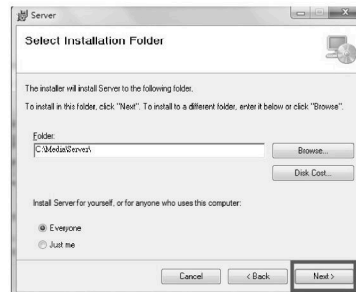 Server
Select Installation Folder
The installer will install Server to the following folder.
To install in this folder, click "Next". To install to a different folder, enter it below or click "Browse".
Folder:
C:\Media\Server\
Browse...
Disk Cost...
Install Server for yourself, or for anyone who uses this computer:
Everyone
Just me
Cancel
< Back
Next >